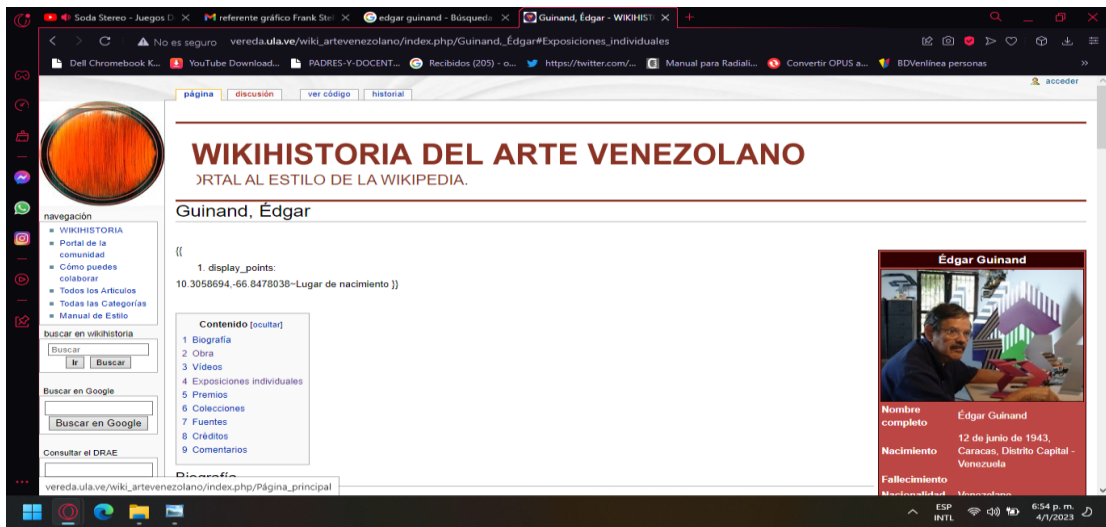 Soda Stereo - Juegos D
referente gráfico Frank Stel
edgar guinand - Búsqueda
Guinand, Édgar - WIKIHIST
No es seguro vereda.ula.ve/wiki_artevenezolano/index.php/Guinand,_Édgar#Exposiciones_individuales
Dell Chromebook K...
YouTube Download...
PADRES-Y-DOCENT...
Recibidos (205) - o...
https://twitter.com/...
Manual para Radiali...
Convertir OPUS a...
BDVenlínea personas
»
acceder
página
discusión
ver código
historial
WIKIHISTORIA DEL ARTE VENEZOLANO
ORTAL AL ESTILO DE LA WIKIPEDIA.
Guinand, Édgar
navegación
WIKIHISTORIA
Portal de la
comunidad
Cómo puedes
colaborar
Todos los Articulos
Todas las Categorías
Manual de Estilo
buscar en wikihistoria
Buscar
Ir Buscar
Buscar en Google
Buscar en Google
Consultar el DRAE
{{
1. display_points:
10.3058694,-66.8478038~Lugar de nacimiento }}
Contenido [ocultar]
1 Biografía
2 Obra
3 Vídeos
4 Exposiciones individuales
5 Premios
6 Colecciones
7 Fuentes
8 Créditos
9 Comentarios
Biografía
Édgar Guinand
Nombre completo Édgar Guinand
Nacimiento 12 de junio de 1943,
Caracas, Distrito Capital -
Venezuela
Fallecimiento
Nacionalidad Venezolano
vereda.ula.ve/wiki_artevenezolano/index.php/Página_principal
ESP
INTL
6:54 p. m.
4/1/2023